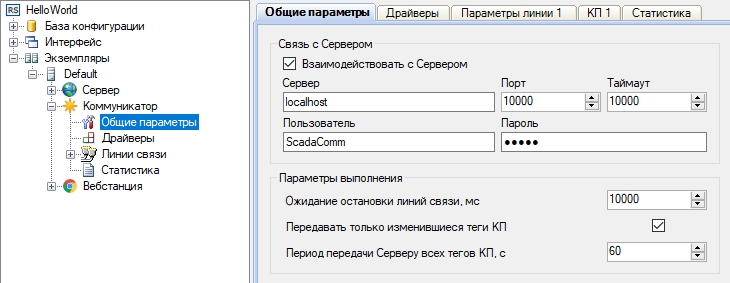 RS HelloWorld
База конфигурации
Интерфейс
Экземпляры
Default
Сервер
Коммуникатор
Общие параметры
Драйверы
Линии связи
Статистика
Вебстанция
Общие параметры Драйверы Параметры линии 1 КП 1 Статистика
Связь с Сервером
Взаимодействовать с Сервером
Сервер Порт Таймаут
localhost 10000 10000
Пользователь Пароль
ScadaComm ●●●●●
Параметры выполнения
Ожидание остановки линий связи, мс 10000
Передавать только изменившиеся теги КП
Период передачи Серверу всех тегов КП, с 60